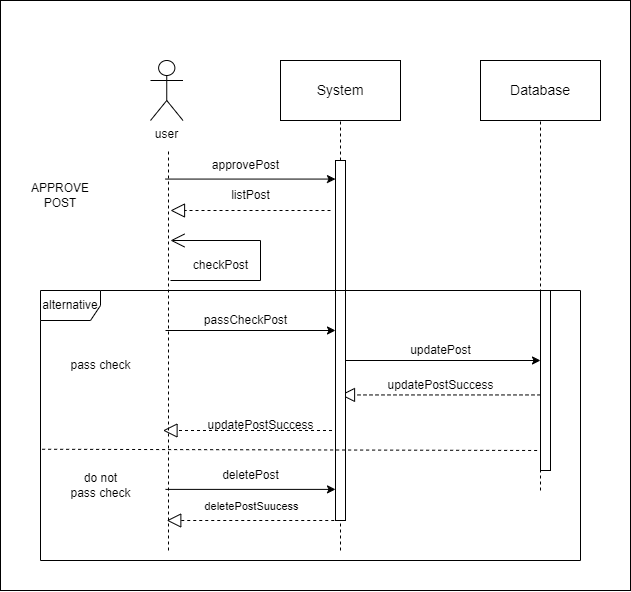 System
Database
user
approvePost
APPROVE
POST
listPost
checkPost
alternative
passCheckPost
updatePost
pass check
updatePostSuccess
updatePostSuccess
do not
pass check
deletePost
deletePostSuucess